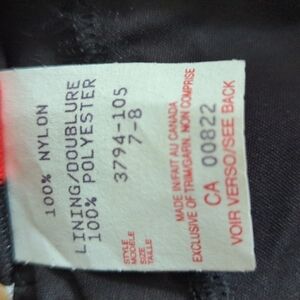 100% NYLON
LINING/DOUBLURE
100% POLYESTER
STYLE
MODÈLE 3794-105
SIZE
TAILLE 7-8
MADE IN/FAIT AU CANADA
EXCLUSIVE OF TRIM/GARN. NON COMPRISE
CA 00822
VOIR VERSO/SEE BACK